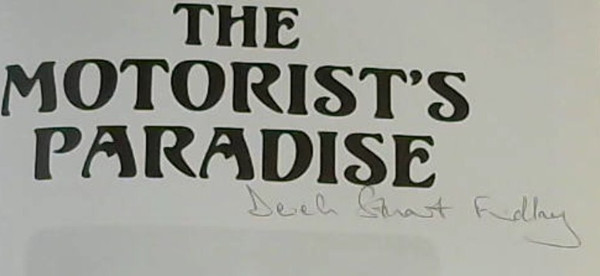 THE
MOTORIST'S
PARADISE
Derek Stuart Findlay